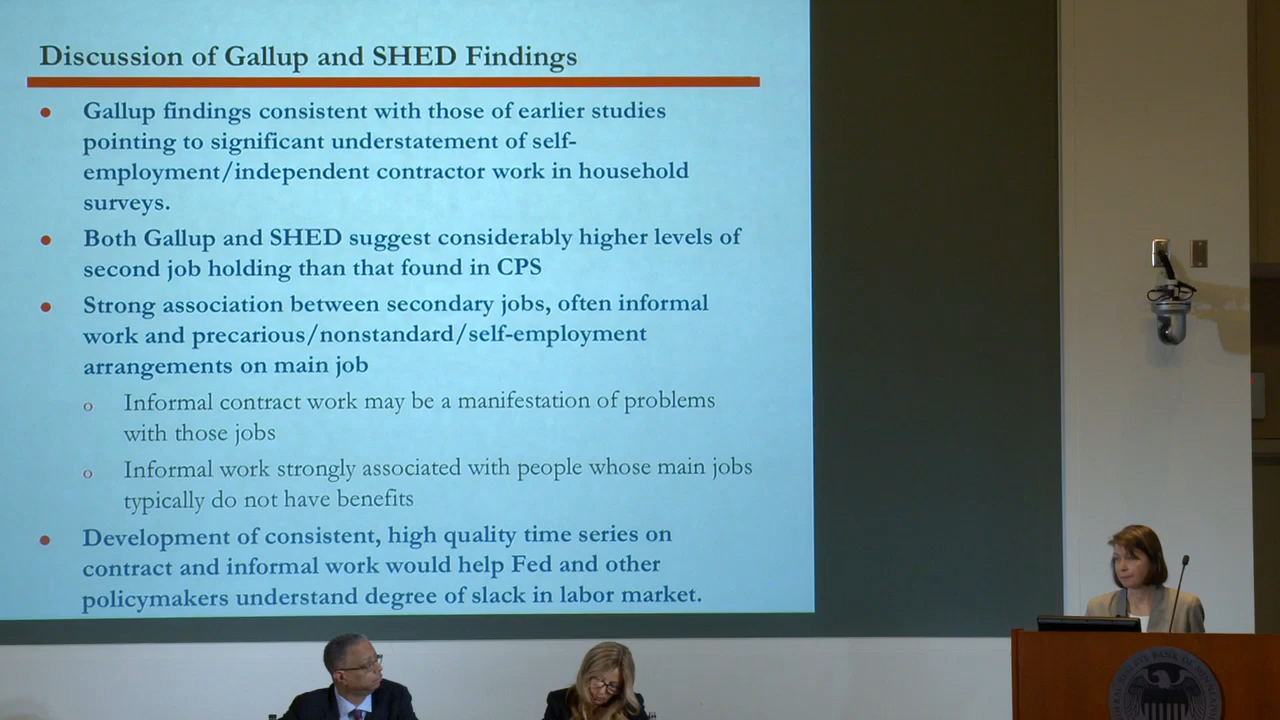 Discussion of Gallup and SHED Findings
Gallup findings consistent with those of earlier studies
pointing to significant understatement of self-
employment/independent contractor work in household
surveys.
Both Gallup and SHED suggest considerably higher levels of
second job holding than that found in CPS
Strong association between secondary jobs, often informal
work and precarious/nonstandard/self-employment
arrangements on main job
Informal contract work may be a manifestation of problems
with those jobs
Informal work strongly associated with people whose main jobs
typically do not have benefits
Development of consistent, high quality time series on
contract and informal work would help Fed and other
policymakers understand degree of slack in labor market.
RESERVE BANK OF